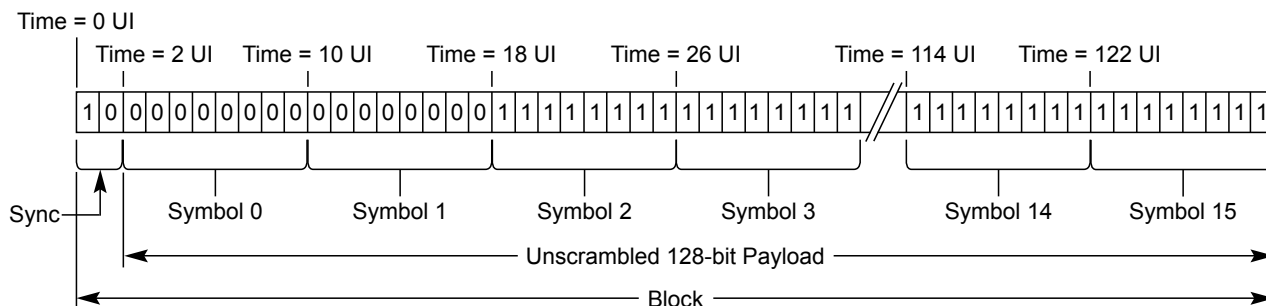 Time = 0 UI
Time = 2 UI Time = 10 UI Time = 18 UI Time = 26 UI Time = 114 UI Time = 122 UI
1 0 0 0 0 0 0 0 0 0 0 0 0 0 0 0 0 0 1 1 1 1 1 1 1 1 1 1 1 1 1 1 1 1 1 1 1 1 1 1 1 1 1 1 1 1 1 1 1 1
Sync Symbol 0 Symbol 1 Symbol 2 Symbol 3 Symbol 14 Symbol 15
Unscrambled 128-bit Payload
Block